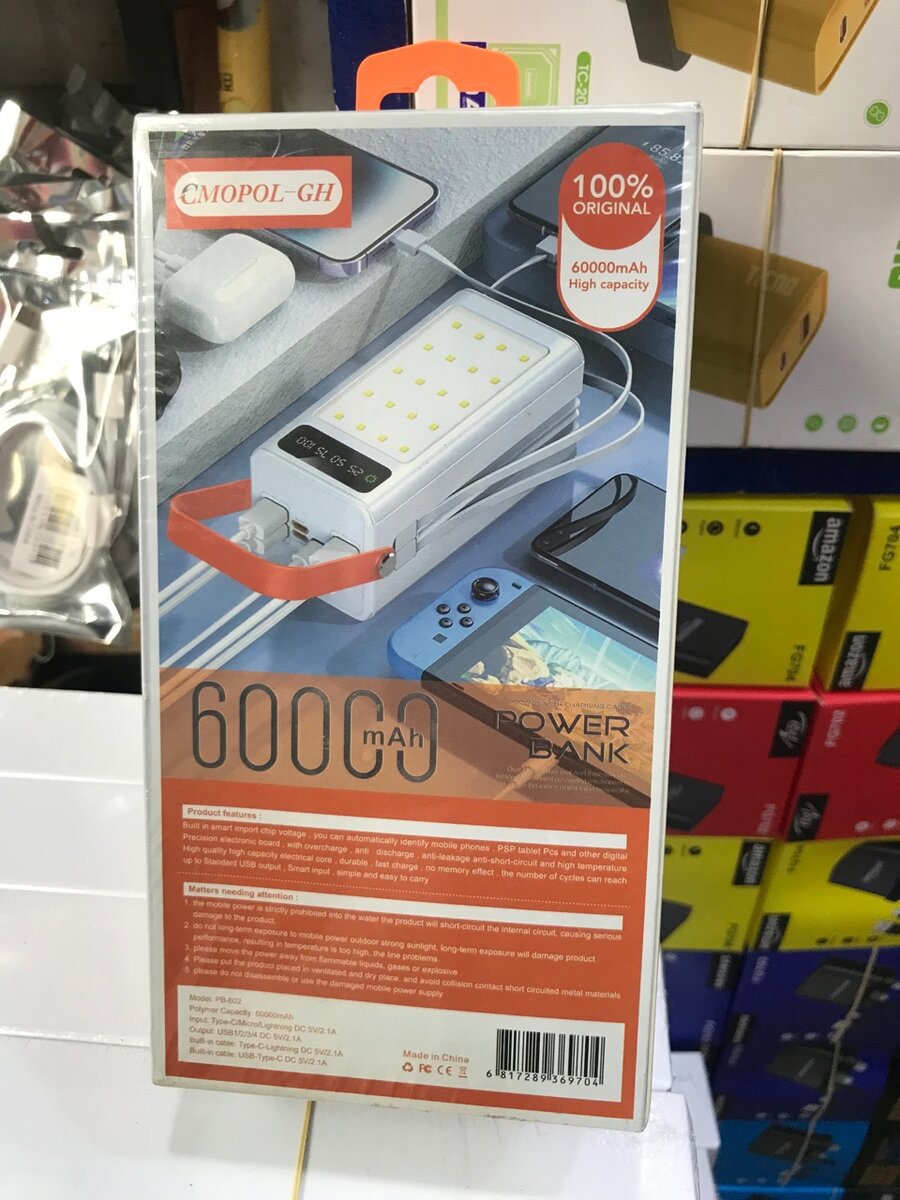 CMOPOL-GH
100%
ORIGINAL
60000mAh
High capacity
60000 mAh
POWER
BANK
Product features :
Built in smart import chip voltage , you can automatically identify mobile phones , PSP tablet Pcs and other digital
Precision electronic board , with overcharge , anti discharge , anti-leakage anti-short-circuit and high temperature
High quality high capacity electrical core , durable , fast charge , no memory effect , the number of cycles can reach
up to Standard USB output , Smart input , simple and easy to carry
Matters needing attention :
1. the mobile power is strictly prohibited into the water the product will short-circuit the internal circuit, causing serious
damage to the product.
2. do not long-term exposure to mobile power outdoor strong sunlight, long-term exposure will damage product
performance, resulting in temperature is too high, the line problems.
3. please move the power away from flammable liquids, gases or explosive
4. Please put the product placed in ventilated and dry place, and avoid collision contact short circuited metal materials
5. please do not disassemble or use the damaged mobile power supply
Model: PB-602
Polymer Capacity: 60000mAh
Input: Type-C/Micro/Lightning DC 5V/2.1A
Output: USB1/2/3/4 DC 5V/2.1A
Built-in cable: Type-C-Lightning DC 5V/2.1A
Built-in cable: USB-Type-C DC 5V/2.1A
Made in China
6 817289 369704
amazon
FG704
FG704